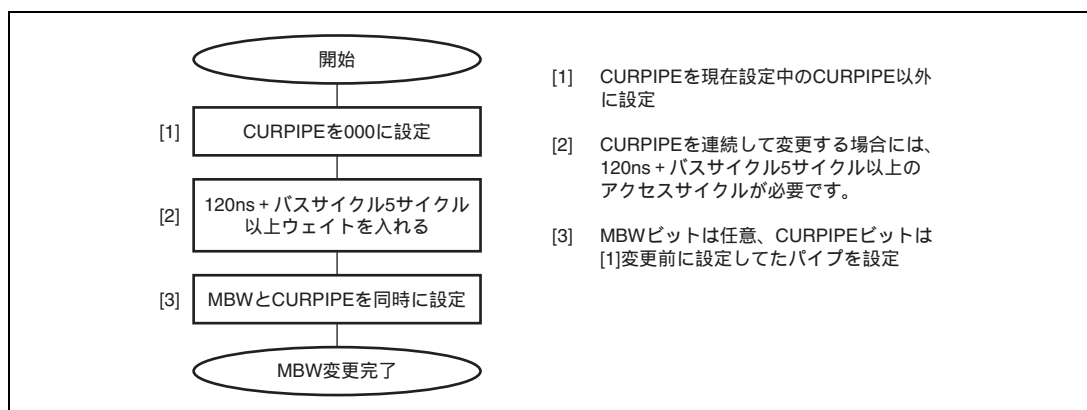 開始
[1] CURPIPEを000に設定
[2] 120ns + バスサイクル5サイクル
以上ウェイトを入れる
[3] MBWとCURPIPEを同時に設定
MBW変更完了
[1] CURPIPEを現在設定中のCURPIPE以外
に設定
[2] CURPIPEを連続して変更する場合には、
120ns + バスサイクル5サイクル以上の
アクセスサイクルが必要です。
[3] MBWビットは任意、CURPIPEビットは
[1]変更前に設定してたパイプを設定